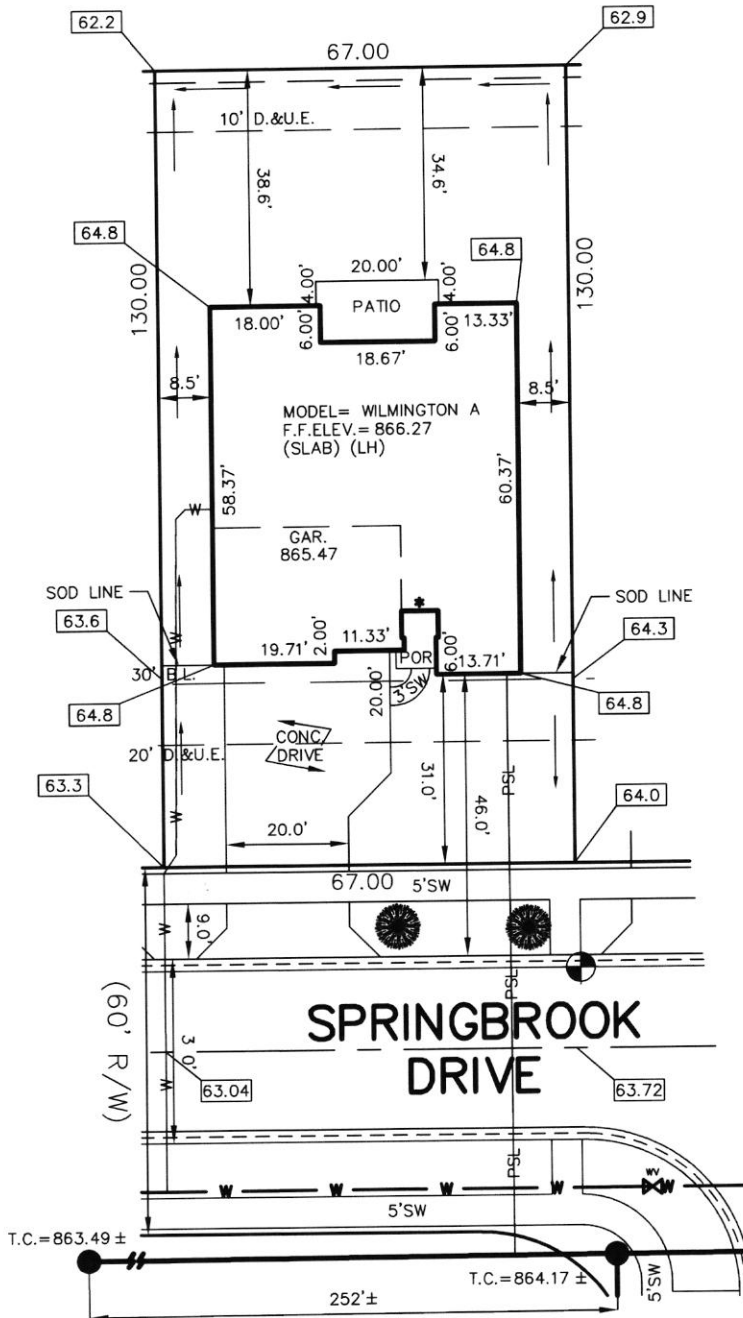 62.2
67.00
62.9
10' D.&U.E.
38.6'
34.6'
64.8
64.8
130.00
130.00
20.00'
4.00'
PATIO
4.00'
18.00'
6.00'
18.67'
6.00'
13.33'
8.5'
8.5'
MODEL= WILMINGTON A
F.F.ELEV.= 866.27
(SLAB) (LH)
58.37'
60.37'
W
GAR.
865.47
SOD LINE
SOD LINE
63.6
64.3
W
*
19.71'
2.00'
11.33'
POR
6.00'
13.71'
30' B.L.
64.8
64.8
20.00'
3'SW
CONC.
DRIVE
20' D.&U.E.
31.0'
46.0'
PSL
63.3
64.0
W
20.0'
67.00
5'SW
W
9.0'
PSL
SPRINGBROOK
DRIVE
(60' R/W)
3 .0'
W
63.04
63.72
PSL
W
W
W
W
WV
W
5'SW
T.C.=863.49 ±
T.C.=864.17 ±
5'SW
252'±